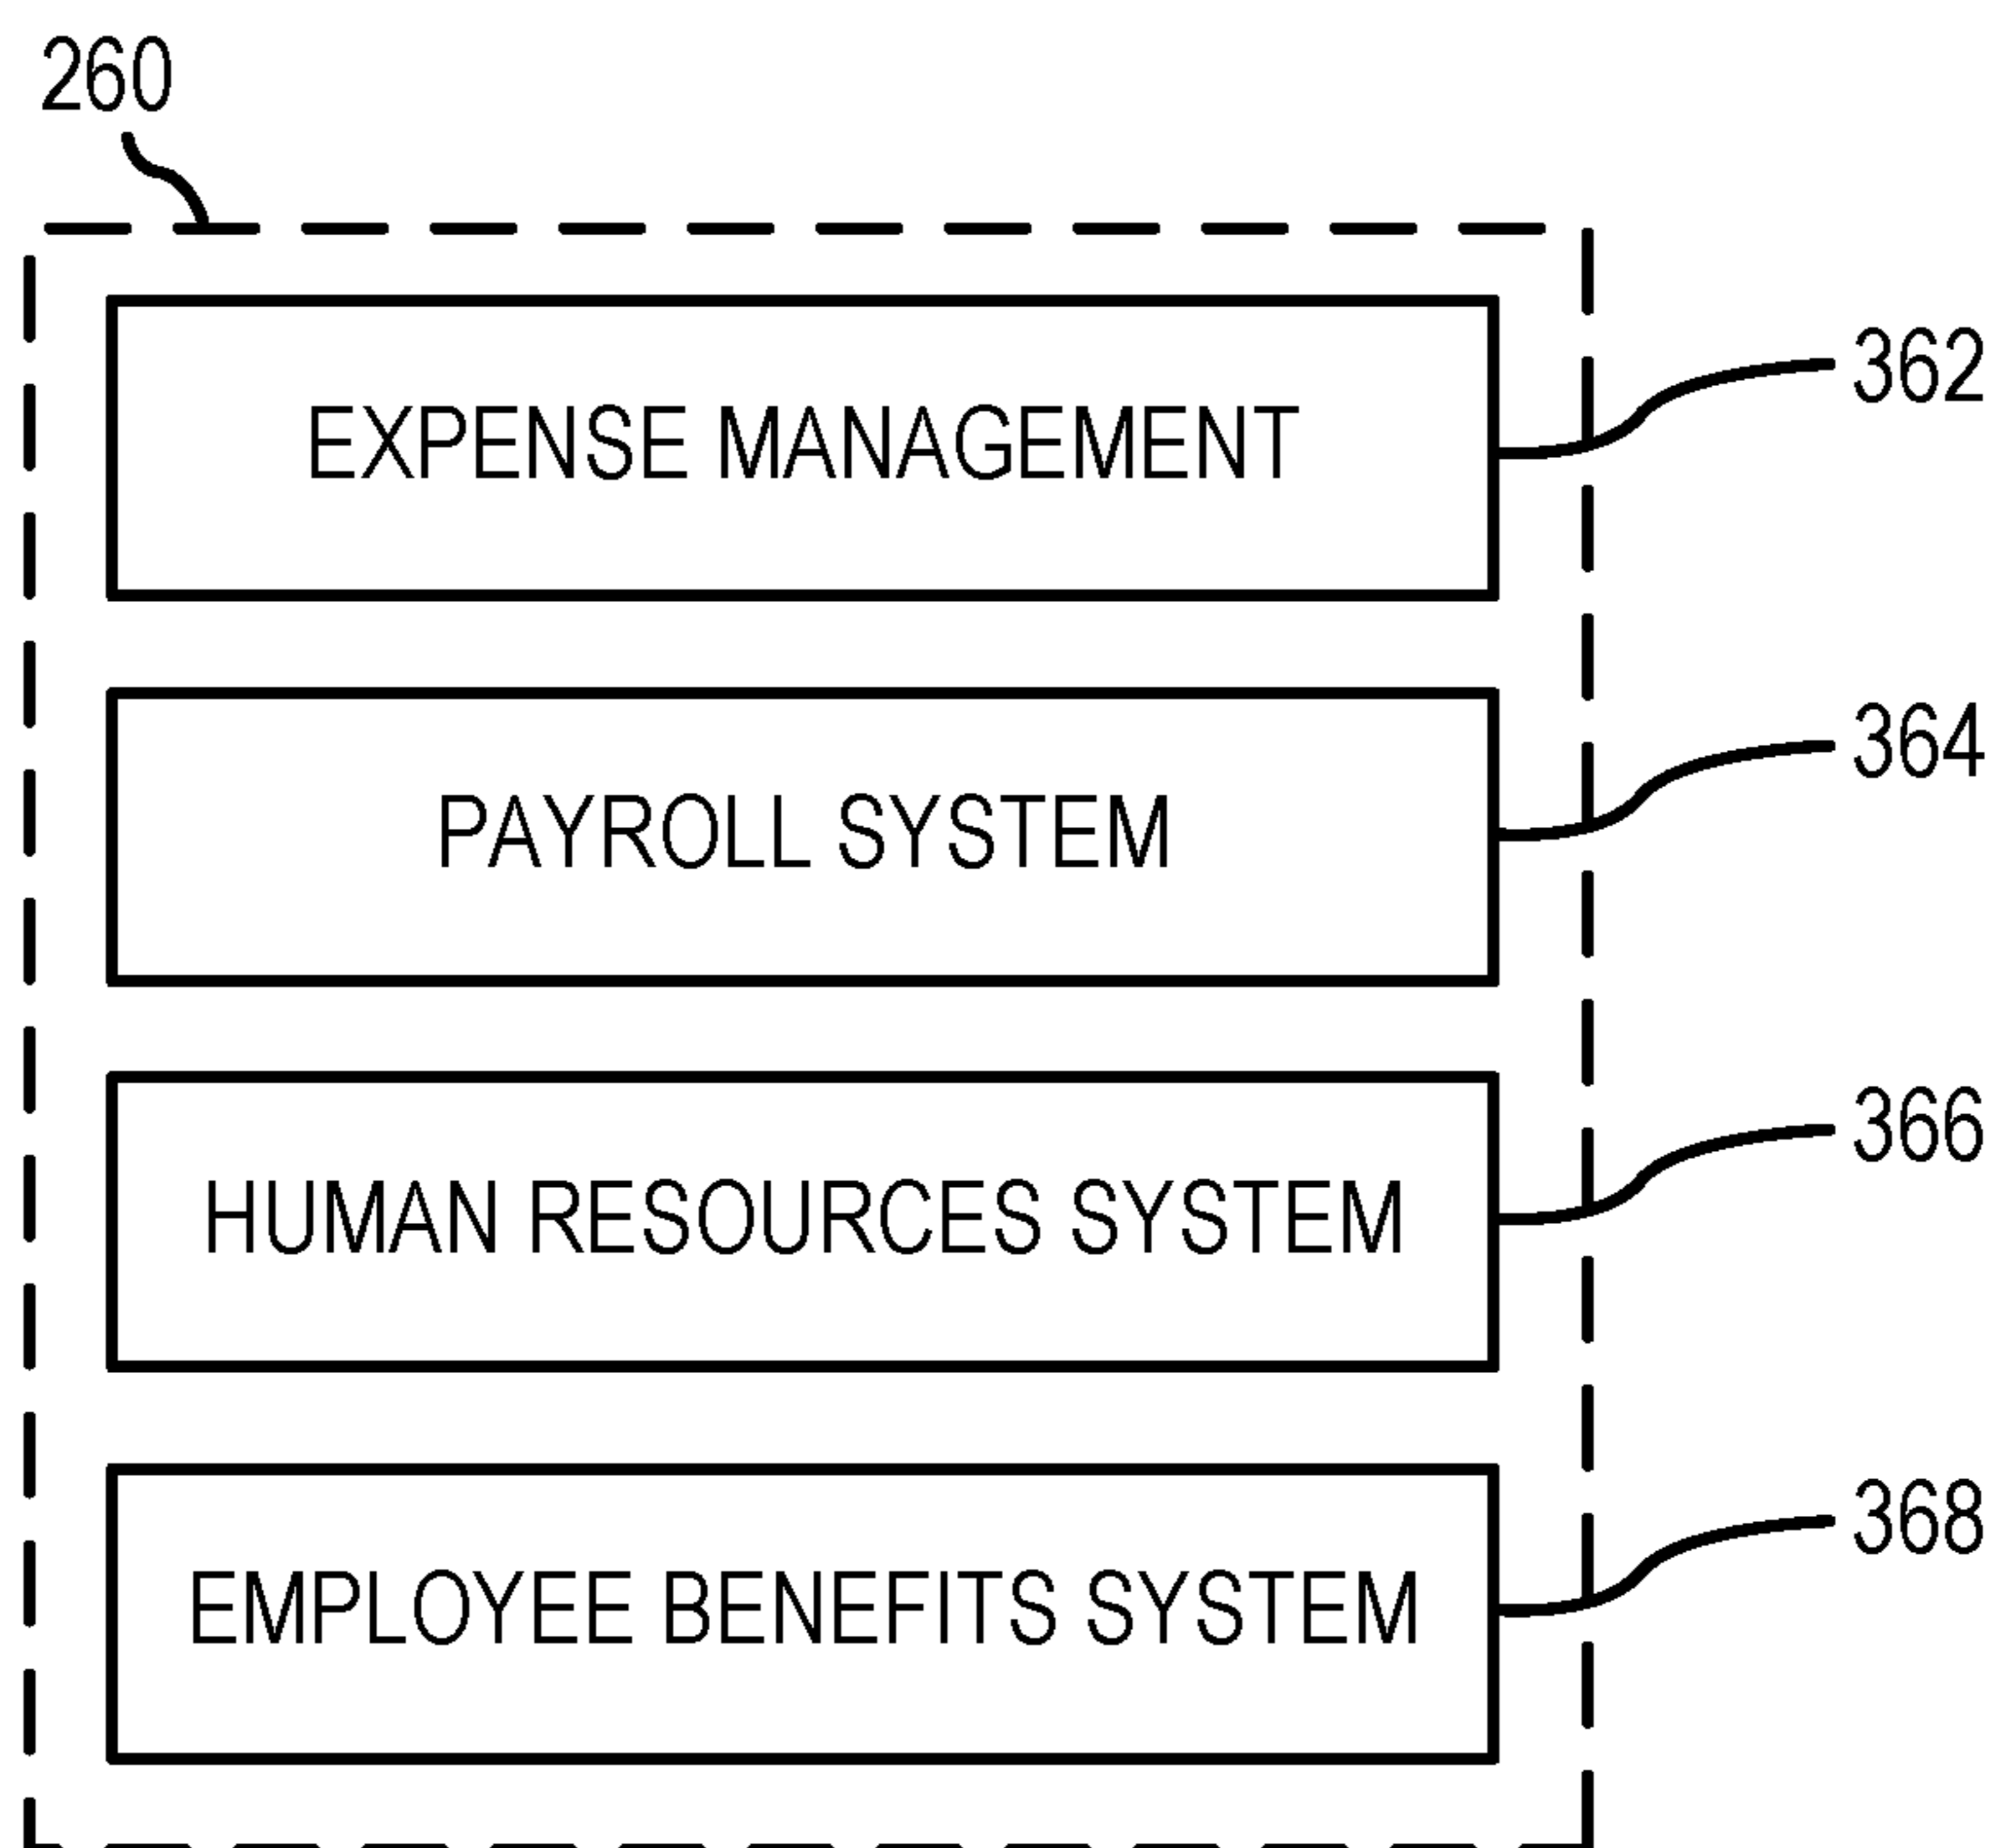 260
EXPENSE MANAGEMENT
362
PAYROLL SYSTEM
364
HUMAN RESOURCES SYSTEM
366
EMPLOYEE BENEFITS SYSTEM
368